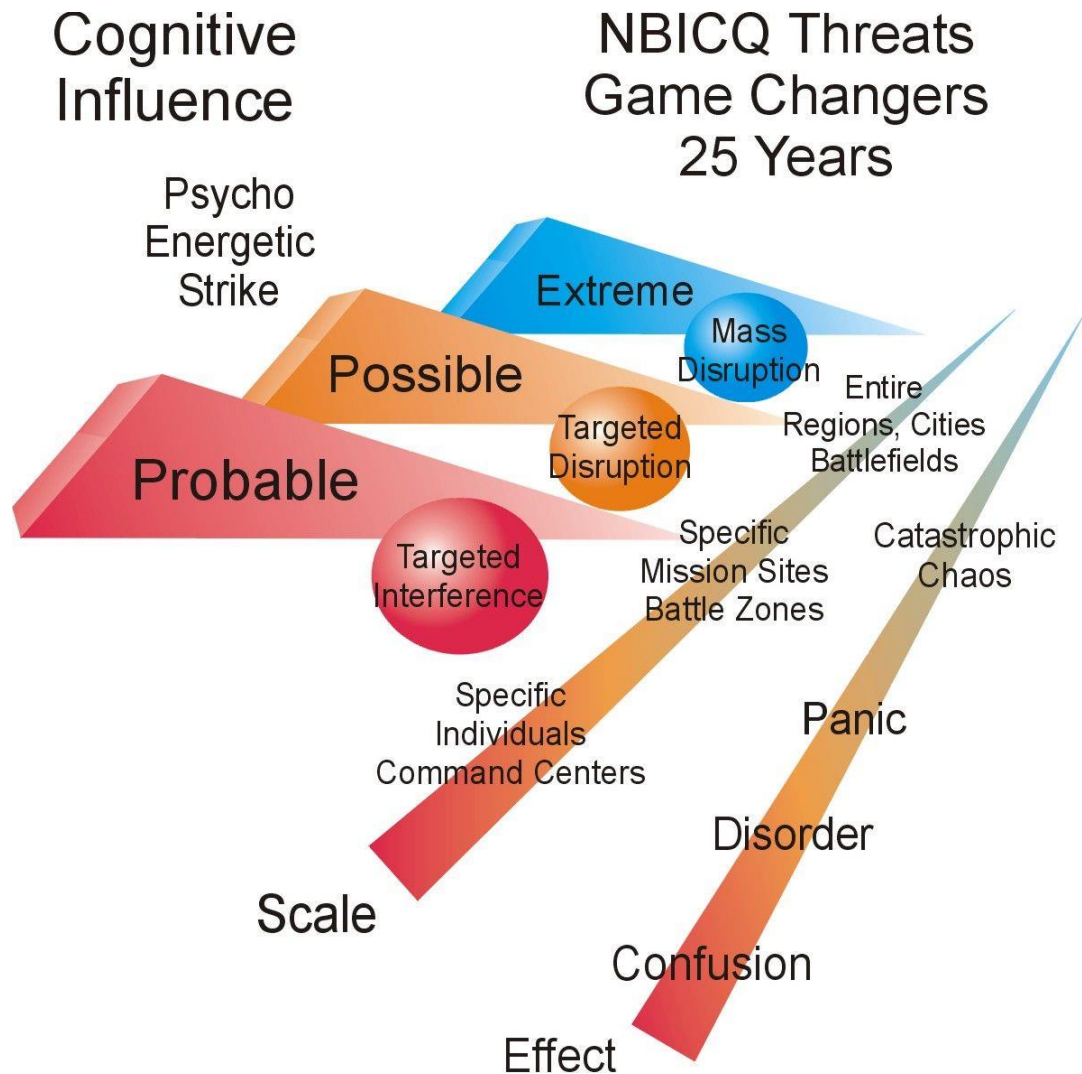 Cognitive
Influence
NBICQ Threats
Game Changers
25 Years
Psycho
Energetic
Strike
Extreme
Mass
Disruption
Possible
Targeted
Disruption
Probable
Targeted
Interference
Entire
Regions, Cities
Battlefields
Specific
Mission Sites
Battle Zones
Specific
Individuals
Command Centers
Scale
Catastrophic
Chaos
Panic
Disorder
Confusion
Effect